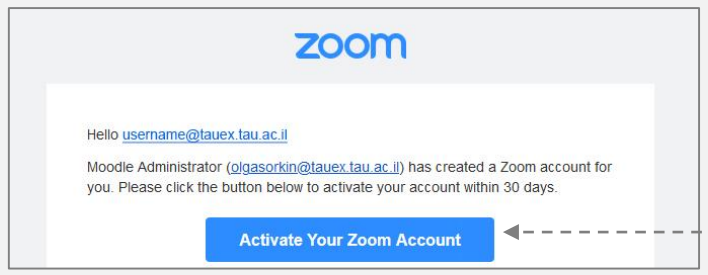 zoom
Hello username@tauex.tau.ac.il
Moodle Administrator (olgasorkin@tauex.tau.ac.il) has created a Zoom account for
you. Please click the button below to activate your account within 30 days.
Activate Your Zoom Account